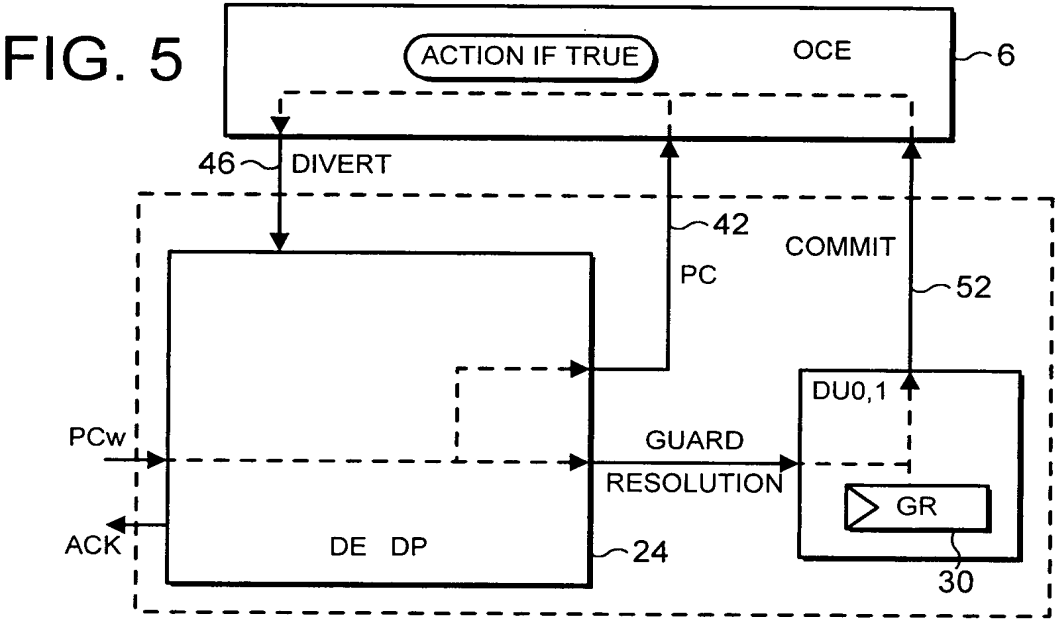 FIG. 5
ACTION IF TRUE
OCE
6
46
DIVERT
42
PC
COMMIT
52
DU0,1
PCw
GUARD
RESOLUTION
GR
ACK
DE DP
24
30